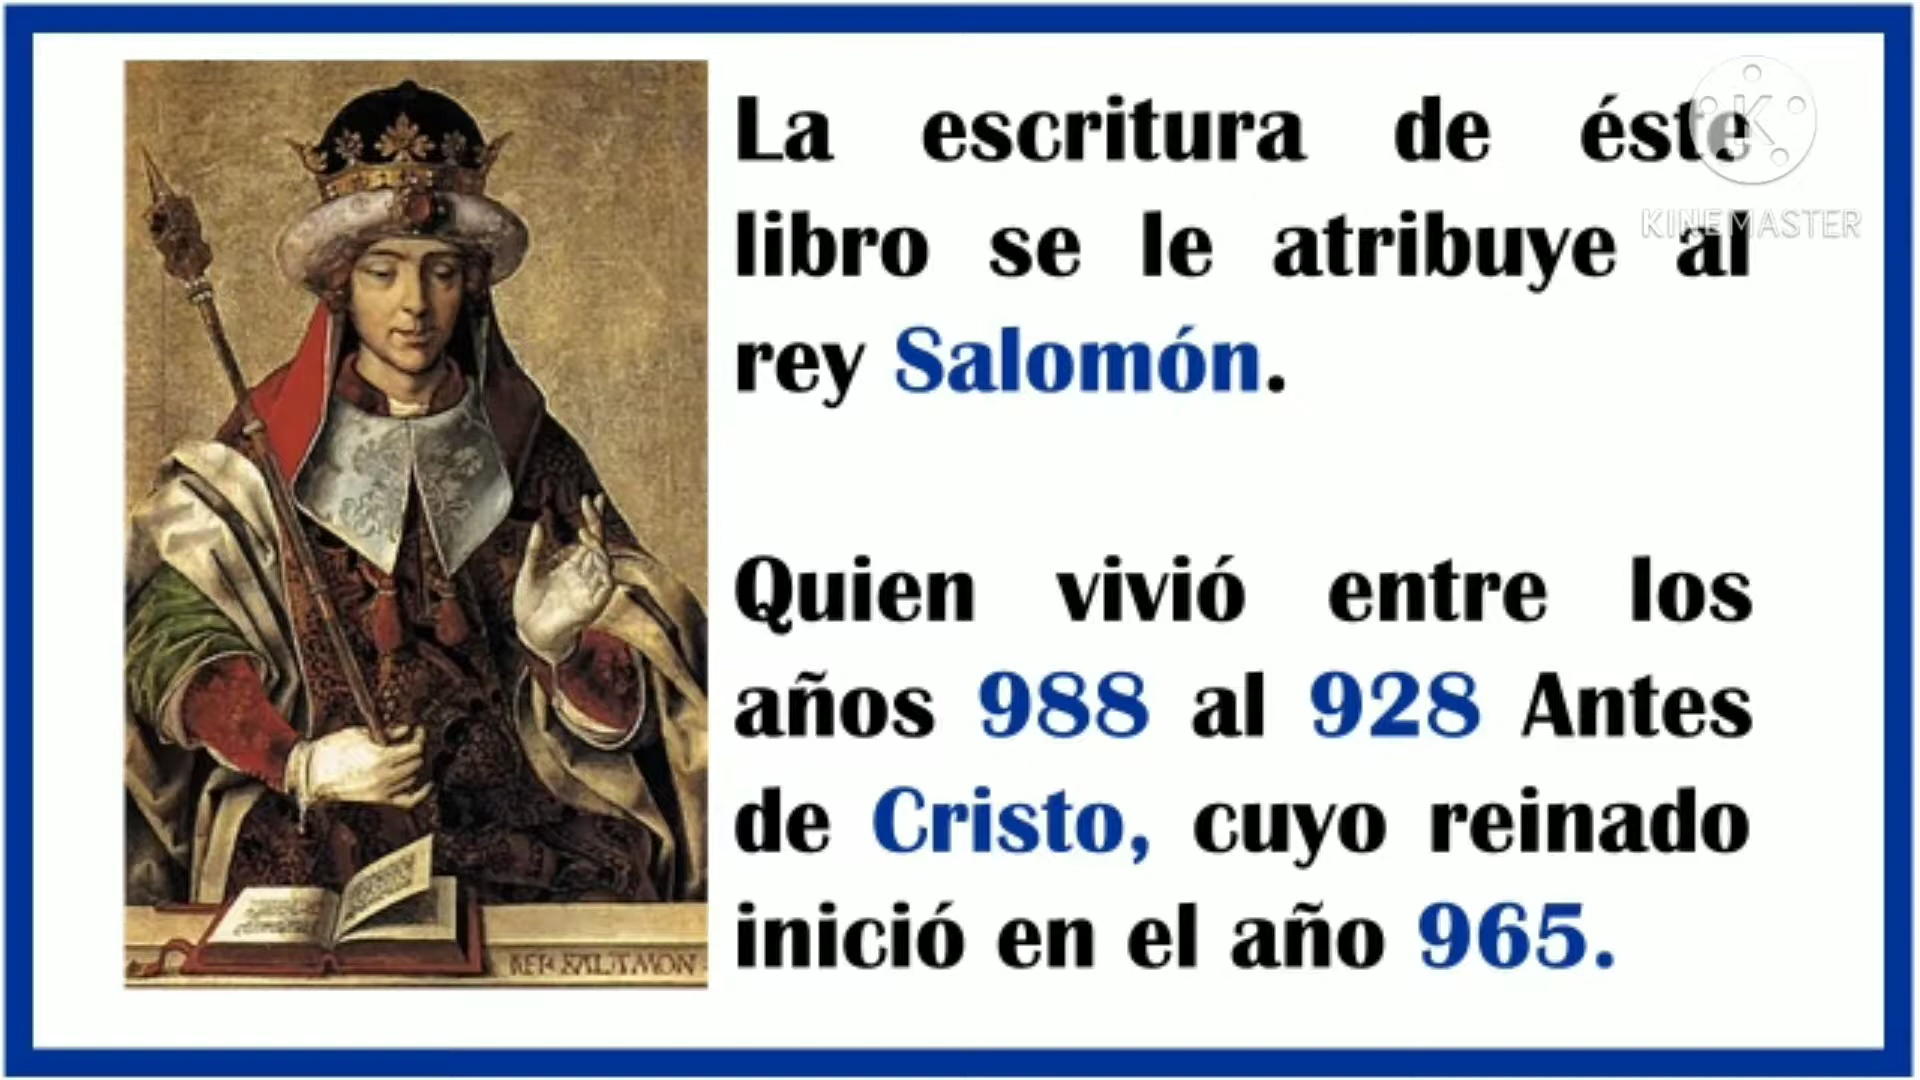 La escritura de éste
libro se le atribuye al
rey Salomón.
Quien vivió entre los
años 988 al 928 Antes
de Cristo, cuyo reinado
inició en el año 965.
KINEMASTER
K